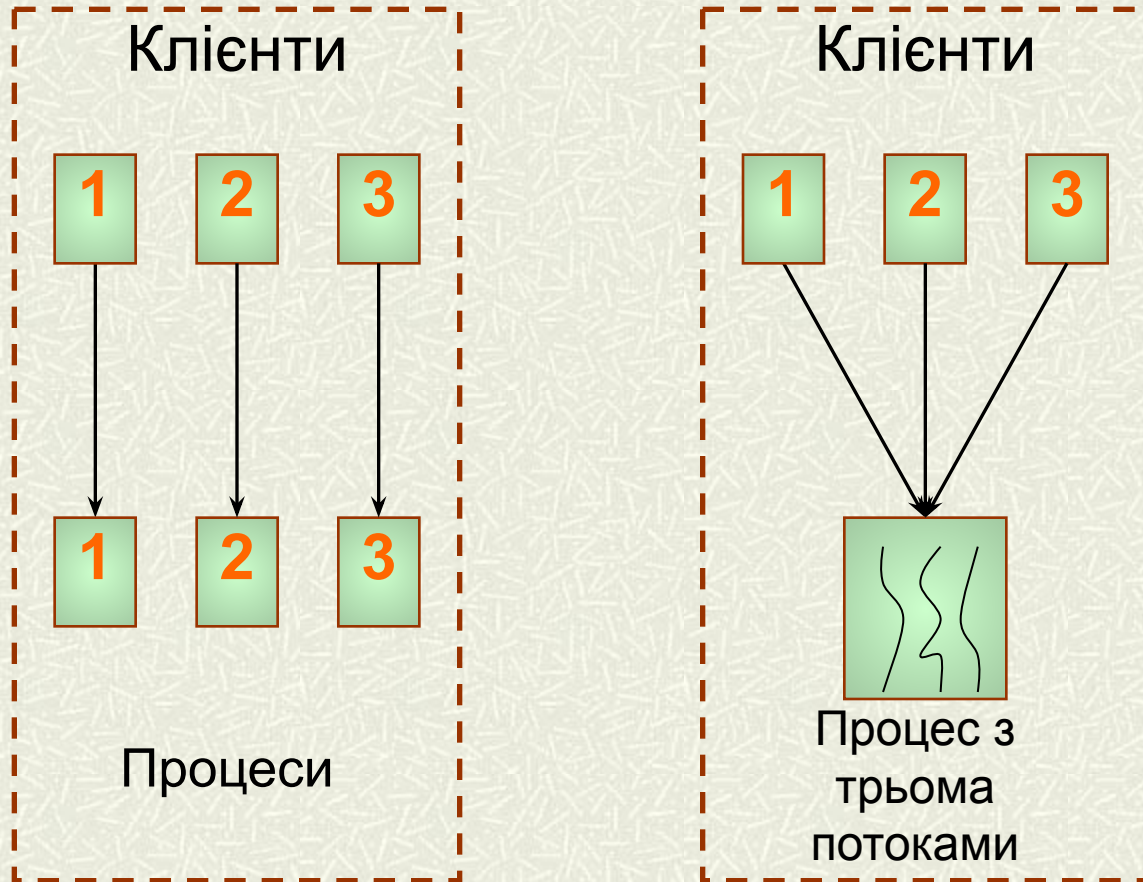 Клієнти
1 2 3
1 2 3
Процеси
Клієнти
1 2 3
Процес з
трьома
потоками